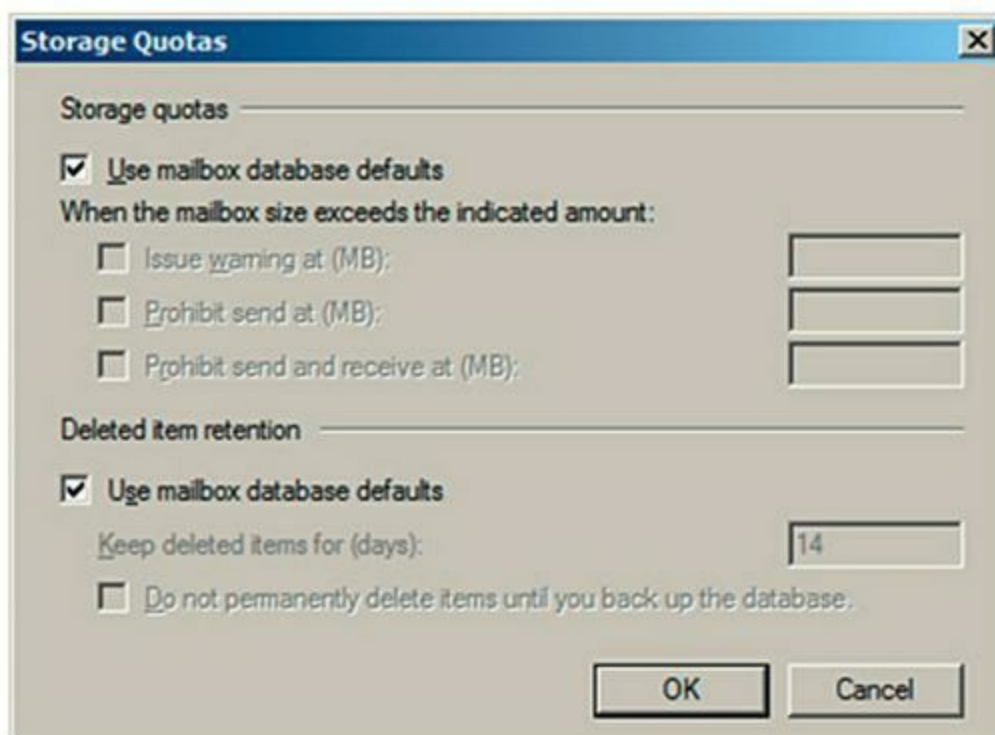 Storage Quotas
Storage quotas
Use mailbox database defaults
When the mailbox size exceeds the indicated amount:
Issue warning at (MB):
Prohibit send at (MB):
Prohibit send and receive at (MB):
Deleted item retention
Use mailbox database defaults
Keep deleted items for (days): 14
Do not permanently delete items until you back up the database.
OK Cancel